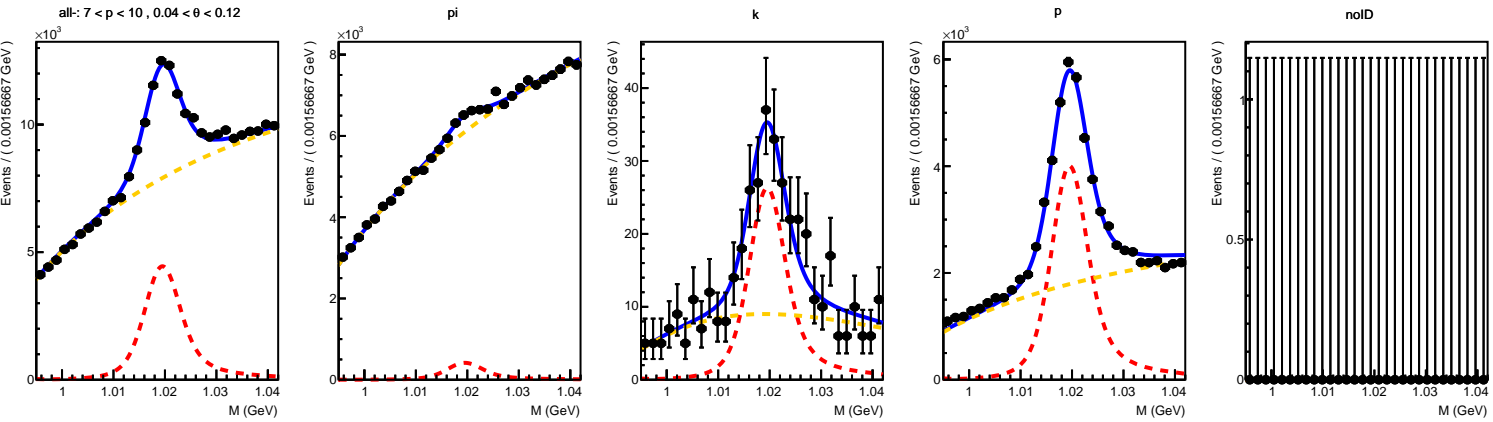 all-: 7 < p < 10 , 0.04 < θ < 0.12
×10³
Events / ( 0.00156667 GeV )
10
5
0
1 1.01 1.02 1.03 1.04
M (GeV)
pi
×10³
Events / ( 0.00156667 GeV )
8
6
4
2
0
1 1.01 1.02 1.03 1.04
M (GeV)
k
Events / ( 0.00156667 GeV )
40
30
20
10
0
1 1.01 1.02 1.03 1.04
M (GeV)
p
×10³
Events / ( 0.00156667 GeV )
6
4
2
0
1 1.01 1.02 1.03 1.04
M (GeV)
noID
Events / ( 0.00156667 GeV )
1
0.5
0
1 1.01 1.02 1.03 1.04
M (GeV)